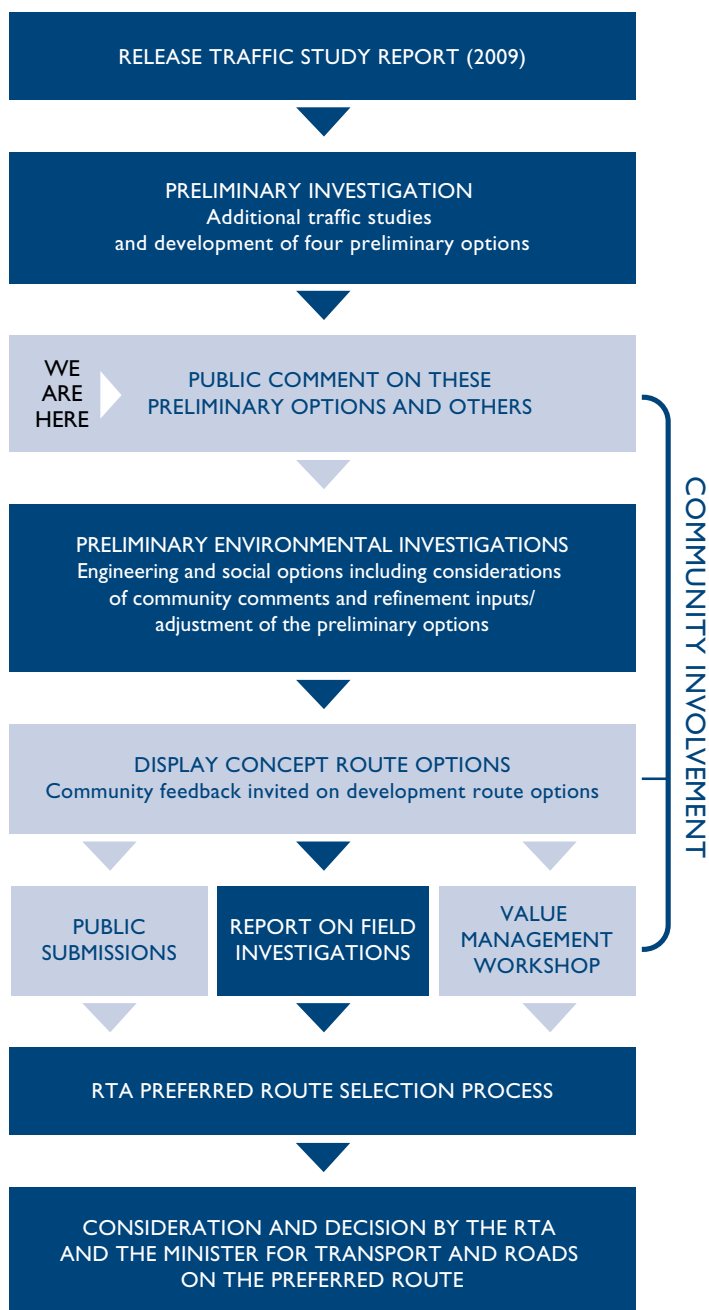 RELEASE TRAFFIC STUDY REPORT (2009)
PRELIMINARY INVESTIGATION
Additional traffic studies
and development of four preliminary options
WE
ARE
HERE
PUBLIC COMMENT ON THESE
PRELIMINARY OPTIONS AND OTHERS
PRELIMINARY ENVIRONMENTAL INVESTIGATIONS
Engineering and social options including considerations
of community comments and refinement inputs/
adjustment of the preliminary options
DISPLAY CONCEPT ROUTE OPTIONS
Community feedback invited on development route options
PUBLIC
SUBMISSIONS
REPORT ON FIELD
INVESTIGATIONS
VALUE
MANAGEMENT
WORKSHOP
COMMUNITY INVOLVEMENT
RTA PREFERRED ROUTE SELECTION PROCESS
CONSIDERATION AND DECISION BY THE RTA
AND THE MINISTER FOR TRANSPORT AND ROADS
ON THE PREFERRED ROUTE